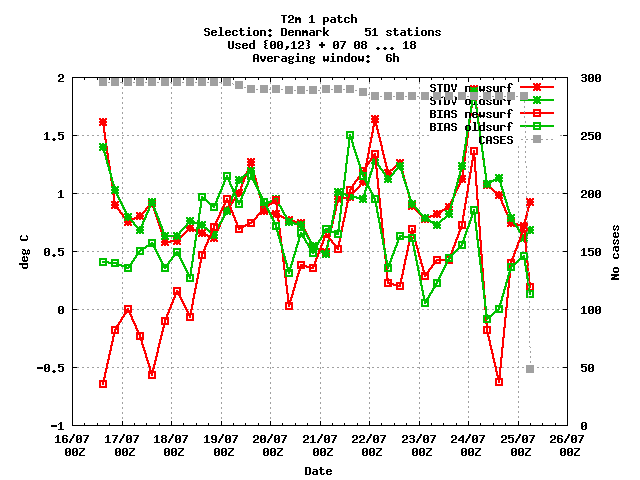 T2m 1 patch
Selection: Denmark 51 stations
Used {00,12} + 07 08 ... 18
Averaging window: 6h
2 300
STDV newsurf
STDV oldsurf
BIAS newsurf
BIAS oldsurf
CASES
1.5 250
1 200
0.5 150
0 100
-0.5 50
-1 0
deg C
No cases
16/07 17/07 18/07 19/07 20/07 21/07 22/07 23/07 24/07 25/07 26/07
00Z 00Z 00Z 00Z 00Z 00Z 00Z 00Z 00Z 00Z 00Z
Date